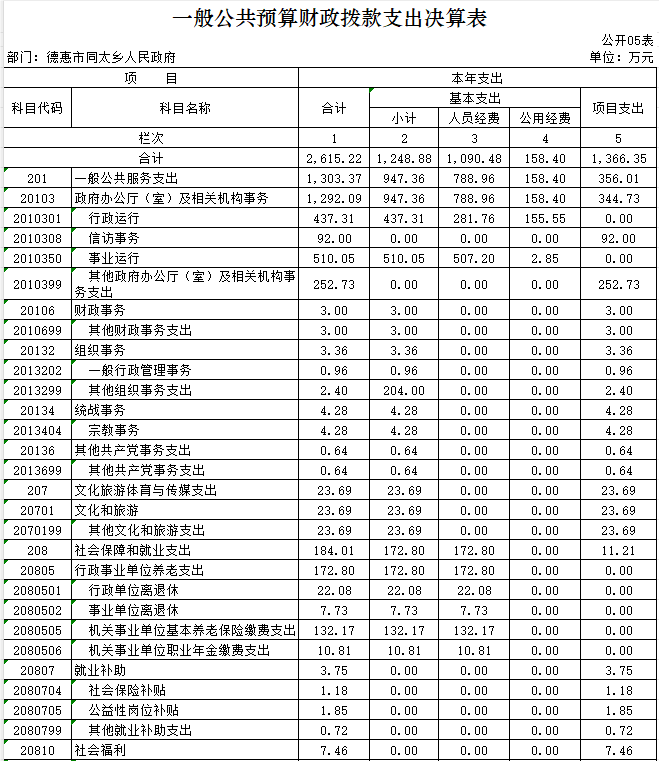 一般公共预算财政拨款支出决算表
公开05表
部门：德惠市同太乡人民政府 单位：万元
项 目 本年支出
科目代码 科目名称 合计 基本支出 项目支出
小计 人员经费 公用经费
栏次 1 2 3 4 5
合计 2,615.22 1,248.88 1,090.48 158.40 1,366.35
201 一般公共服务支出 1,303.37 947.36 788.96 158.40 356.01
20103 政府办公厅（室）及相关机构事务 1,292.09 947.36 788.96 158.40 344.73
2010301 行政运行 437.31 437.31 281.76 155.55 0.00
2010308 信访事务 92.00 0.00 0.00 0.00 92.00
2010350 事业运行 510.05 510.05 507.20 2.85 0.00
2010399 其他政府办公厅（室）及相关机构事
务支出 252.73 0.00 0.00 0.00 252.73
20106 财政事务 3.00 3.00 0.00 0.00 3.00
2010699 其他财政事务支出 3.00 3.00 0.00 0.00 3.00
20132 组织事务 3.36 3.36 0.00 0.00 3.36
2013202 一般行政管理事务 0.96 0.96 0.00 0.00 0.96
2013299 其他组织事务支出 2.40 204.00 0.00 0.00 2.40
20134 统战事务 4.28 4.28 0.00 0.00 4.28
2013404 宗教事务 4.28 4.28 0.00 0.00 4.28
20136 其他共产党事务支出 0.64 0.64 0.00 0.00 0.64
2013699 其他共产党事务支出 0.64 0.64 0.00 0.00 0.64
207 文化旅游体育与传媒支出 23.69 23.69 0.00 0.00 23.69
20701 文化和旅游 23.69 23.69 0.00 0.00 23.69
2070199 其他文化和旅游支出 23.69 23.69 0.00 0.00 23.69
208 社会保障和就业支出 184.01 172.80 172.80 0.00 11.21
20805 行政事业单位养老支出 172.80 172.80 172.80 0.00 0.00
2080501 行政单位离退休 22.08 22.08 22.08 0.00 0.00
2080502 事业单位离退休 7.73 7.73 7.73 0.00 0.00
2080505 机关事业单位基本养老保险缴费支出 132.17 132.17 132.17 0.00 0.00
2080506 机关事业单位职业年金缴费支出 10.81 10.81 10.81 0.00 0.00
20807 就业补助 3.75 0.00 0.00 0.00 3.75
2080704 社会保险补贴 1.18 0.00 0.00 0.00 1.18
2080705 公益性岗位补贴 1.85 0.00 0.00 0.00 1.85
2080799 其他就业补助支出 0.72 0.00 0.00 0.00 0.72
20810 社会福利 7.46 0.00 0.00 0.00 7.46